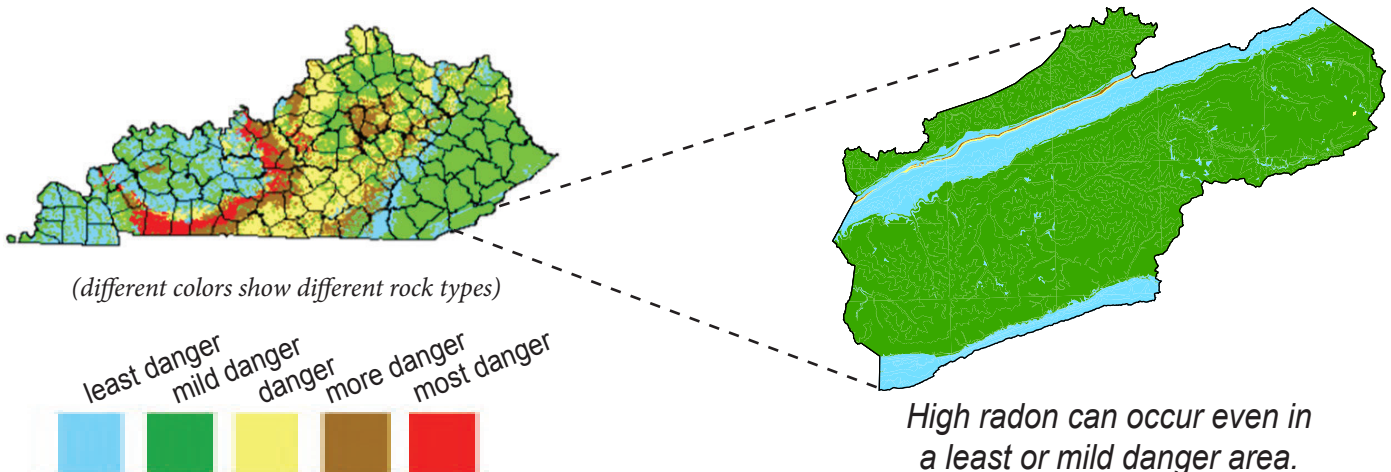 (different colors show different rock types)
least danger
mild danger
danger
more danger
most danger
High radon can occur even in
a least or mild danger area.